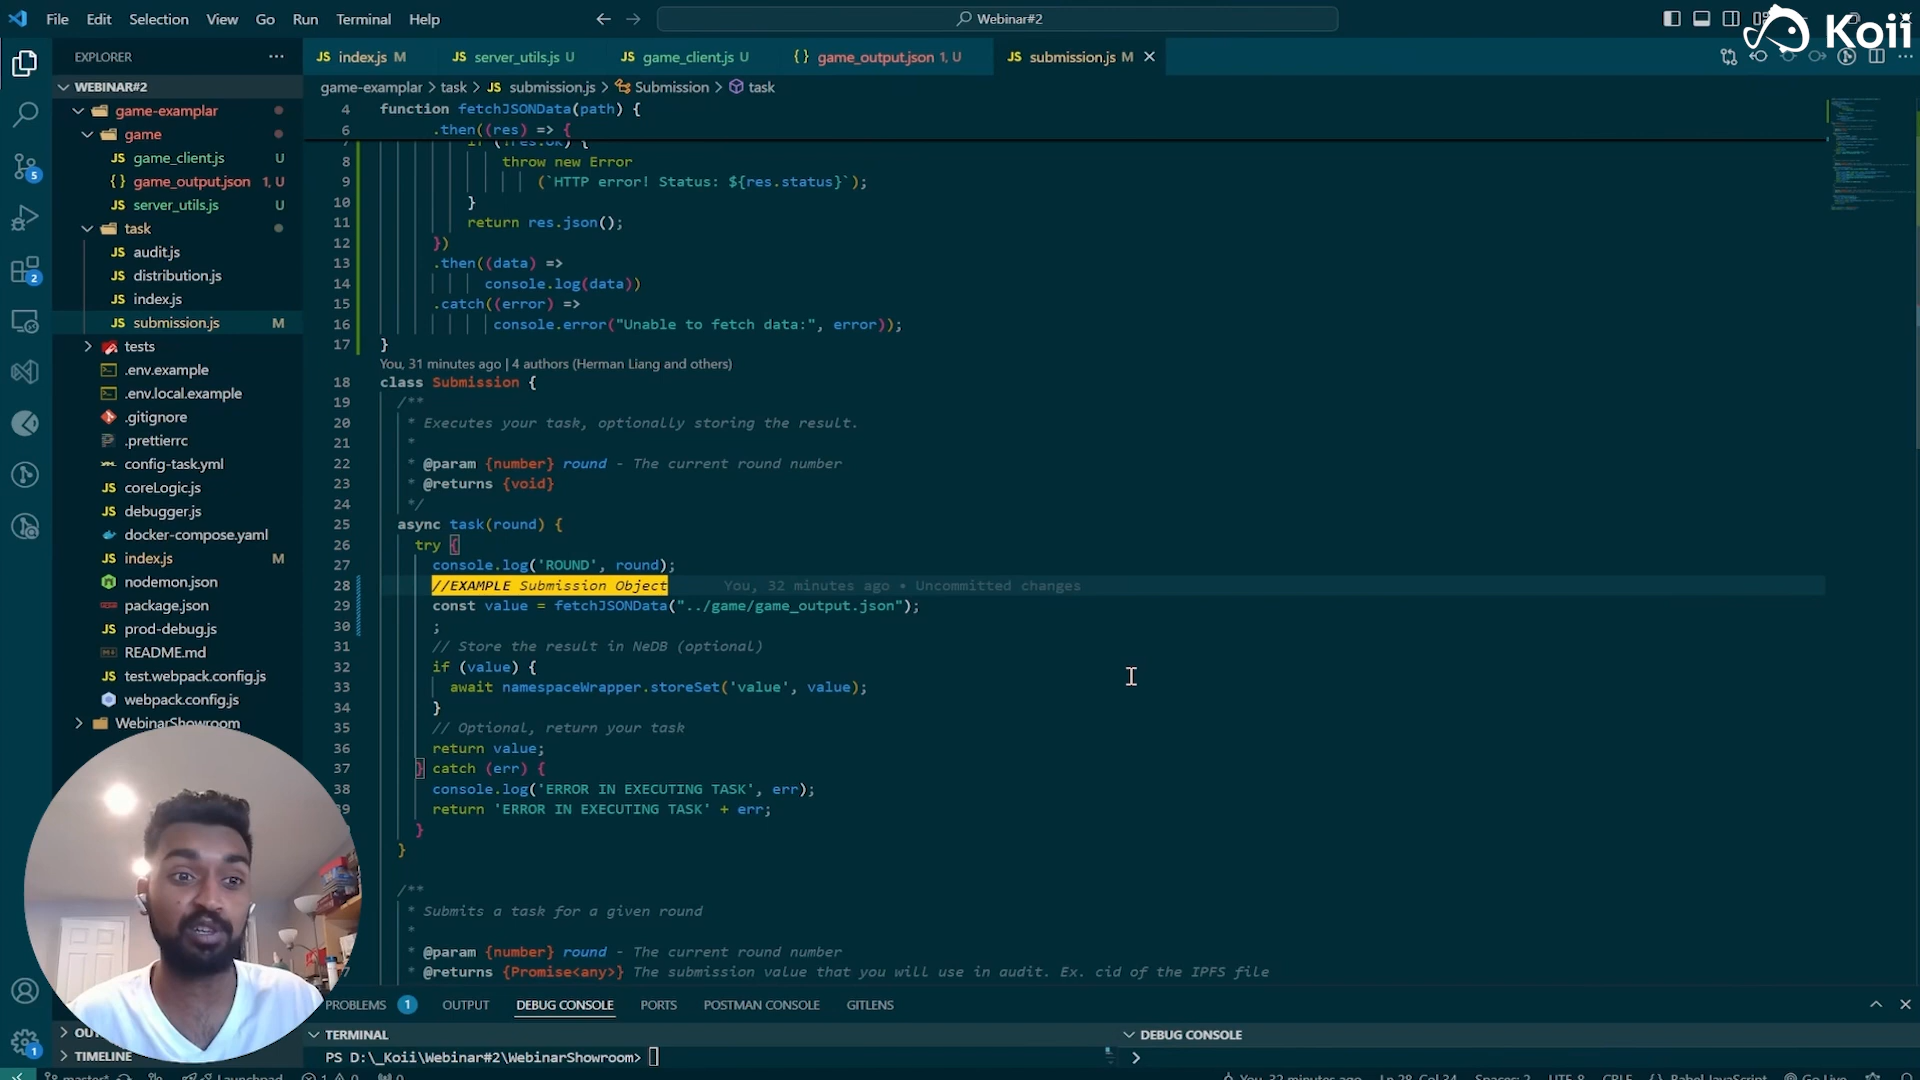 File Edit Selection View Go Run Terminal Help
Webinar#2
Koii
EXPLORER
index.js M
server_utils.js U
game_client.js U
game_output.json 1, U
submission.js M
WEBINAR#2
game-examplar > task > submission.js > Submission > task
game-examplar
game
game_client.js U
game_output.json 1, U
server_utils.js U
task
audit.js
distribution.js
index.js
submission.js M
tests
.env.example
.env.local.example
.gitignore
.prettierrc
config-task.yml
coreLogic.js
debugger.js
docker-compose.yaml
index.js M
nodemon.json
package.json
prod-debug.js
README.md
test.webpack.config.js
webpack.config.js
WebinarShowroom
TIMELINE
5
2
1
4 function fetchJSONData(path) {
6 .then((res) => {
8 throw new Error
9 (`HTTP error! Status: ${res.status}`);
10 }
11 return res.json();
12 })
13 .then((data) =>
14 console.log(data))
15 .catch((error) =>
16 console.error("Unable to fetch data:", error));
17 }
You, 31 minutes ago | 4 authors (Herman Liang and others)
18 class Submission {
19 /**
20 * Executes your task, optionally storing the result.
21 *
22 * @param {number} round - The current round number
23 * @returns {void}
24 */
25 async task(round) {
26 try {
27 console.log('ROUND', round);
28 //EXAMPLE Submission Object You, 32 minutes ago • Uncommitted changes
29 const value = fetchJSONData("../game/game_output.json");
30 ;
31 // Store the result in NeDB (optional)
32 if (value) {
33 await namespaceWrapper.storeSet('value', value);
34 }
35 // Optional, return your task
36 return value;
37 } catch (err) {
38 console.log('ERROR IN EXECUTING TASK', err);
39 return 'ERROR IN EXECUTING TASK' + err;
}
}
/**
* Submits a task for a given round
*
* @param {number} round - The current round number
* @returns {Promise<any>} The submission value that you will use in audit. Ex. cid of the IPFS file
PROBLEMS 1 OUTPUT DEBUG CONSOLE PORTS POSTMAN CONSOLE GITLENS
TERMINAL
DEBUG CONSOLE
PS D:\_Koii\Webinar#2\WebinarShowroom>
>